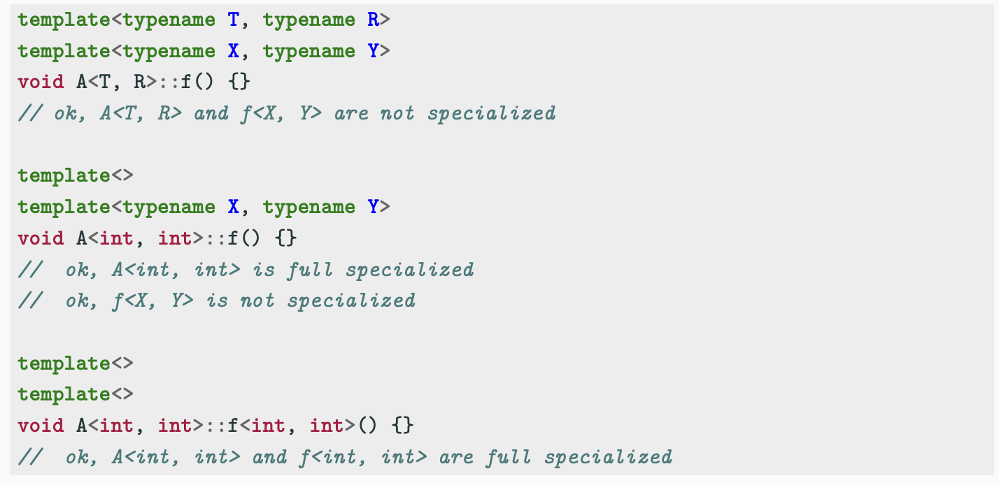 template<typename T, typename R>
template<typename X, typename Y>
void A<T, R>::f() {}
// ok, A<T, R> and f<X, Y> are not specialized
template<>
template<typename X, typename Y>
void A<int, int>::f() {}
//  ok, A<int, int> is full specialized
//  ok, f<X, Y> is not specialized
template<>
template<>
void A<int, int>::f<int, int>() {}
//  ok, A<int, int> and f<int, int> are full specialized